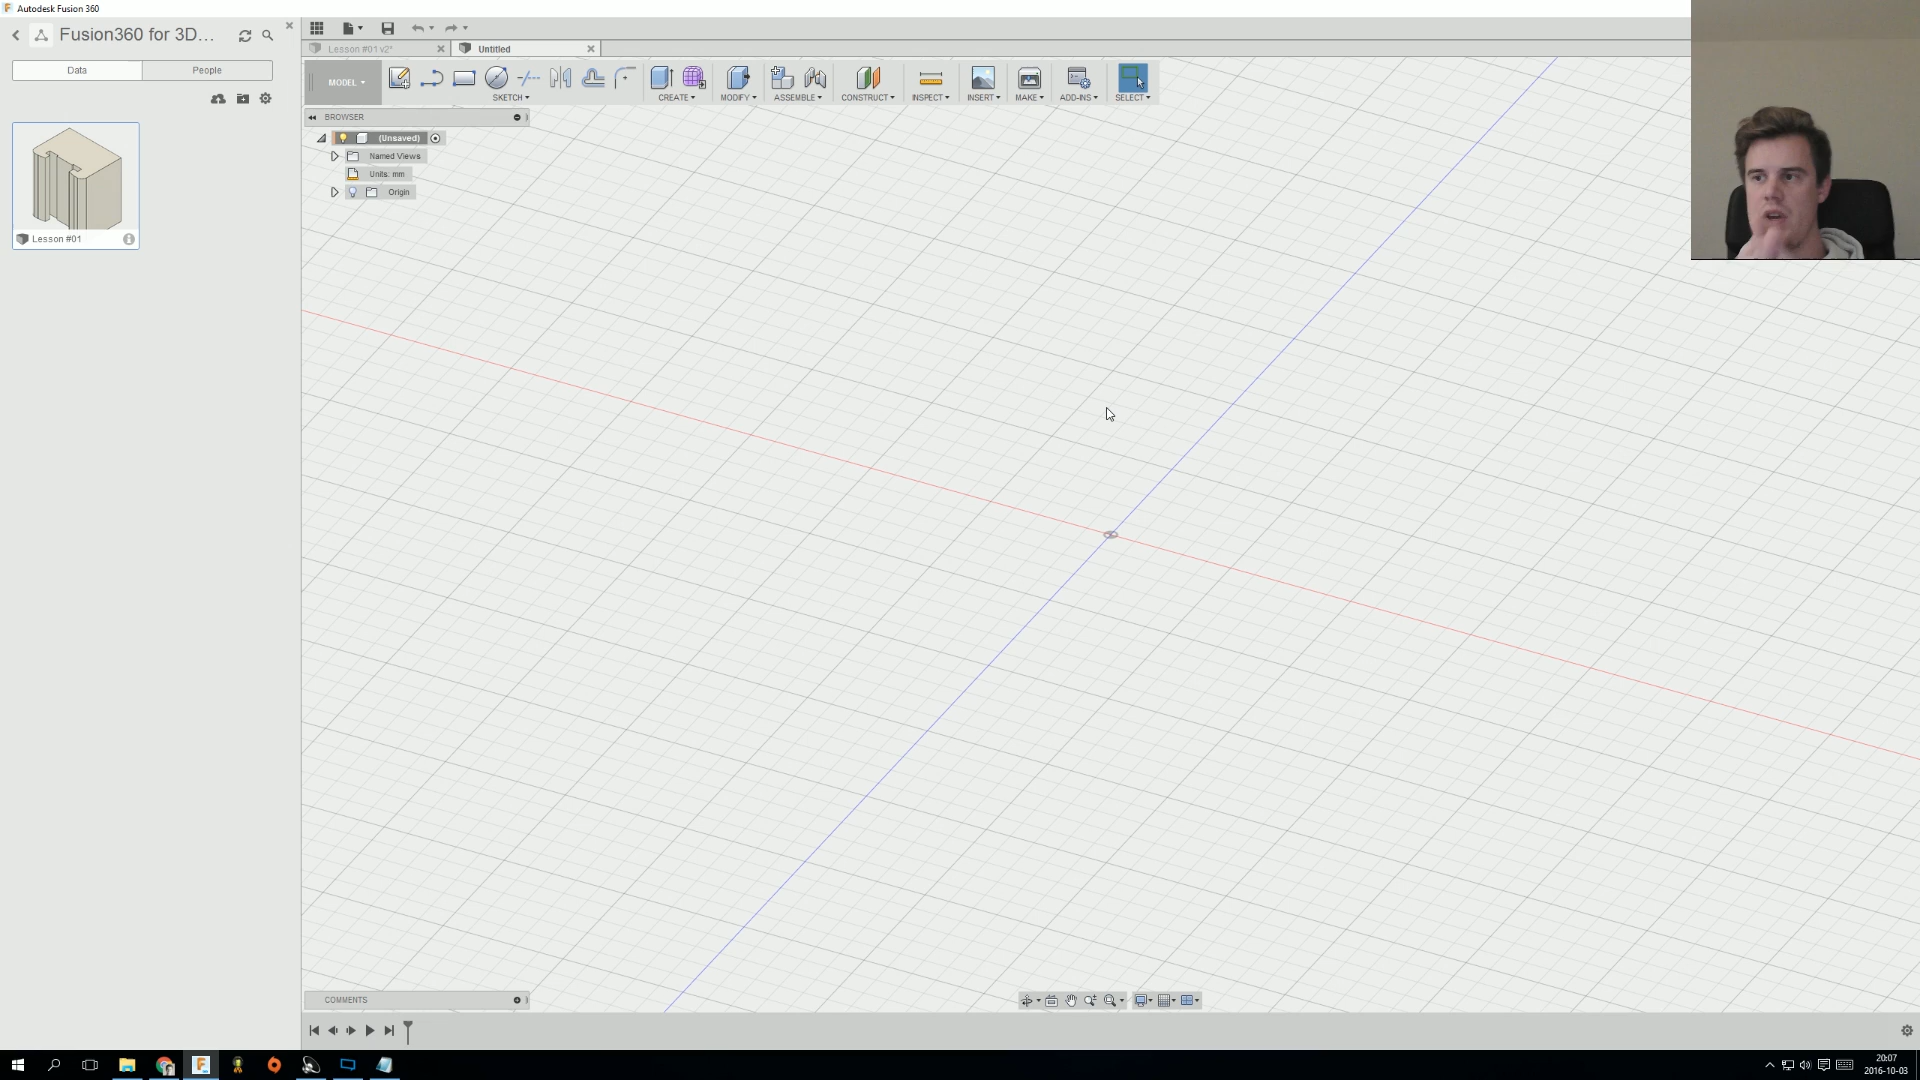 Autodesk Fusion 360
Fusion360 for 3D...
Data
People
Lesson #01
Lesson #01 v2*
Untitled
MODEL
SKETCH
CREATE
MODIFY
ASSEMBLE
CONSTRUCT
INSPECT
INSERT
MAKE
ADD-INS
SELECT
BROWSER
(Unsaved)
Named Views
Units: mm
Origin
COMMENTS
20:07
2016-10-03